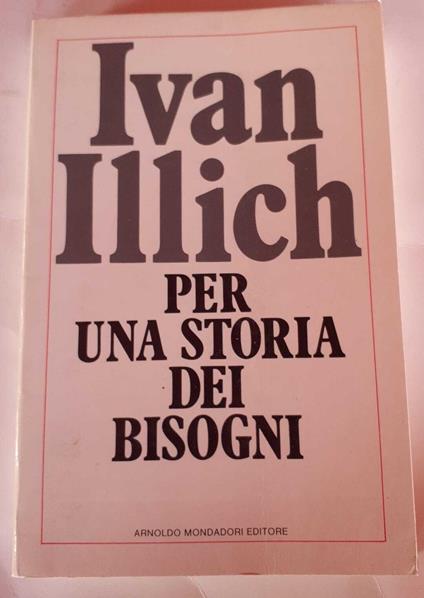 Ivan
Illich
PER
UNA STORIA
DEI
BISOGNI
ARNOLDO MONDADORI EDITORE